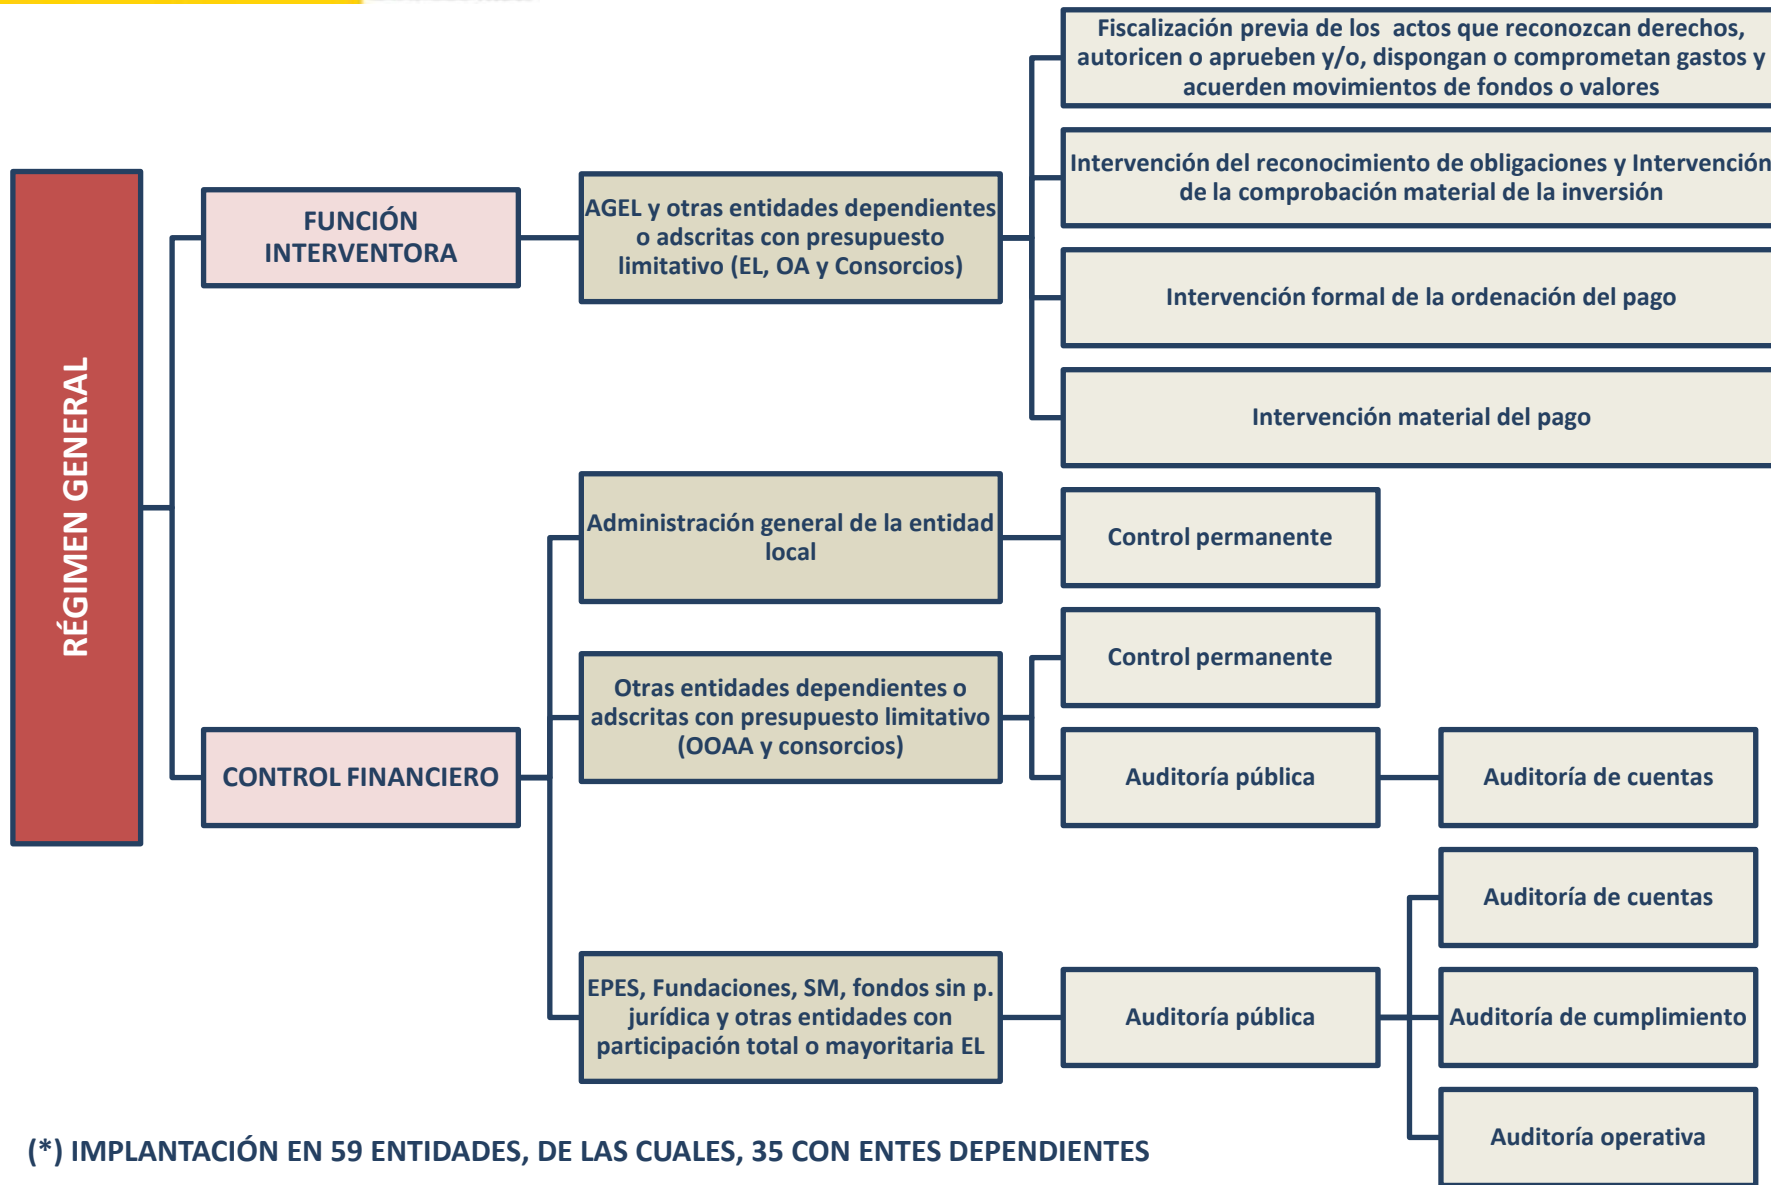 RÉGIMEN GENERAL
FUNCIÓN
INTERVENTORA
AGEL y otras entidades dependientes
o adscritas con presupuesto
limitativo (EL, OA y Consorcios)
Fiscalización previa de los actos que reconozcan derechos,
autoricen o aprueben y/o, dispongan o comprometan gastos y
acuerden movimientos de fondos o valores
Intervención del reconocimiento de obligaciones y Intervención
de la comprobación material de la inversión
Intervención formal de la ordenación del pago
Intervención material del pago
CONTROL FINANCIERO
Administración general de la entidad
local
Control permanente
Otras entidades dependientes o
adscritas con presupuesto limitativo
(OOAA y consorcios)
Control permanente
Auditoría pública
Auditoría de cuentas
EPES, Fundaciones, SM, fondos sin p.
jurídica y otras entidades con
participación total o mayoritaria EL
Auditoría pública
Auditoría de cuentas
Auditoría de cumplimiento
Auditoría operativa
(*) IMPLANTACIÓN EN 59 ENTIDADES, DE LAS CUALES, 35 CON ENTES DEPENDIENTES